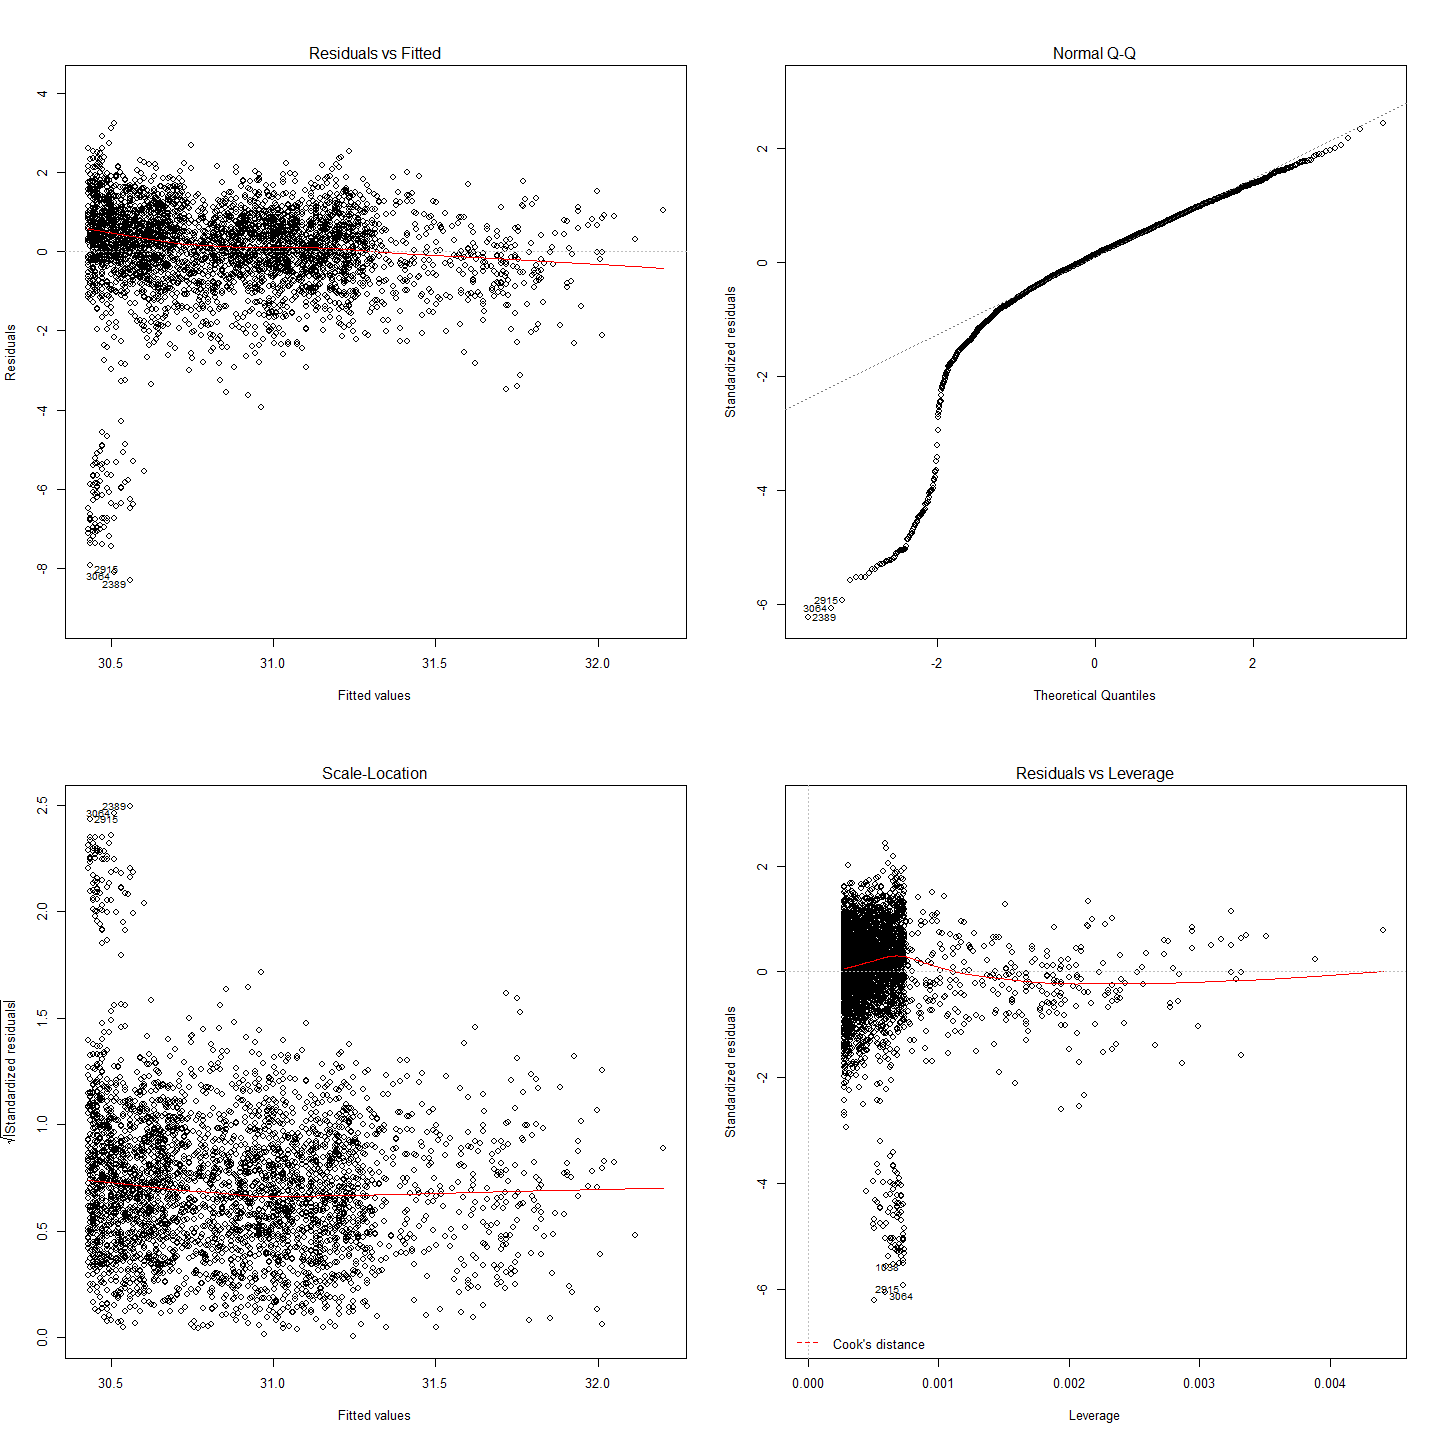 Residuals vs Fitted
4
2
0
-2
-4
-6
-8
Residuals
2915
3064
2389
30.5 31.0 31.5 32.0
Fitted values
Normal Q-Q
2
0
-2
-4
-6
Standardized residuals
2915
3064
2389
-2 0 2
Theoretical Quantiles
Scale-Location
2.5
2.0
1.5
1.0
0.5
0.0
√|Standardized residuals|
2389
3064
2915
30.5 31.0 31.5 32.0
Fitted values
Residuals vs Leverage
2
0
-2
-4
-6
Standardized residuals
2915
3064
Cook's distance
0.000 0.001 0.002 0.003 0.004
Leverage